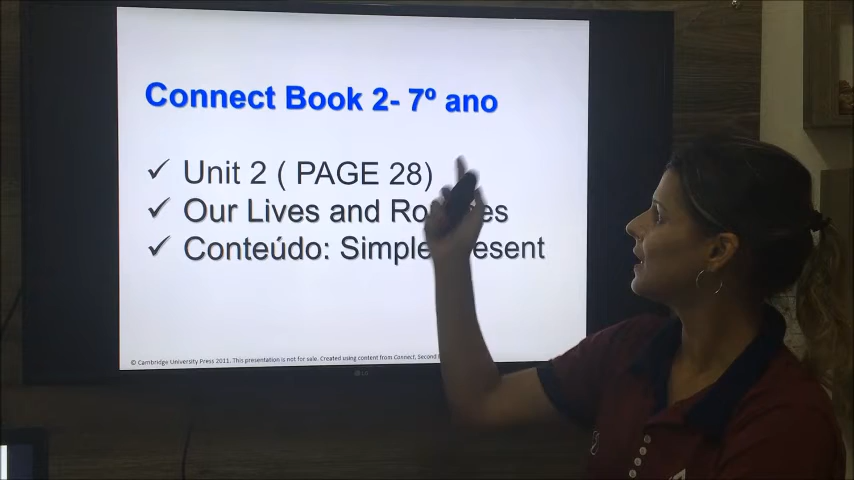 Connect Book 2- 7º ano
✓ Unit 2 ( PAGE 28)
✓ Our Lives and
✓ Conteúdo:
© Cambridge University Press 2011. This presentation is not for sale. Created using content from Connect, Second
LG